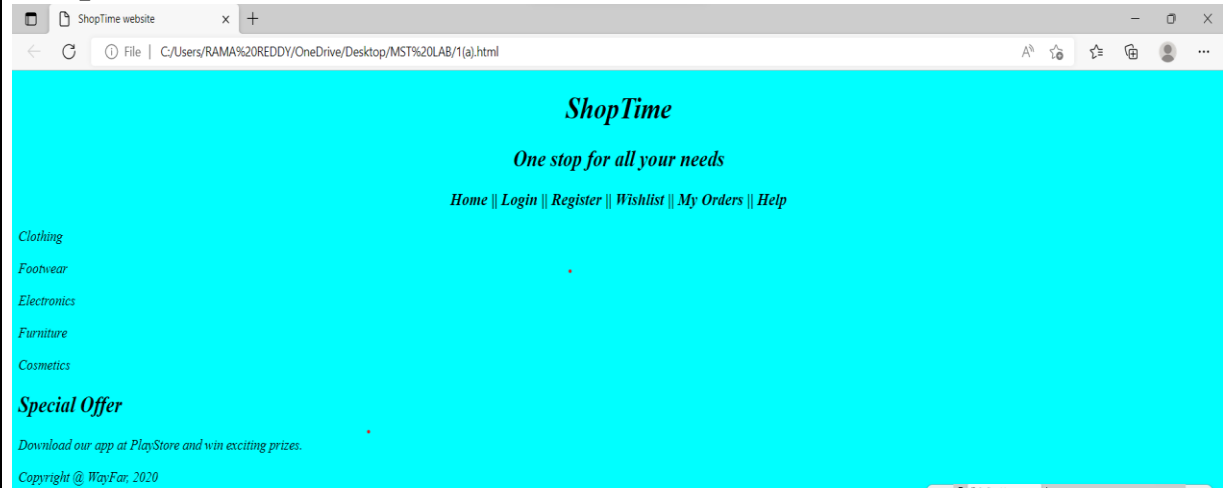 ShopTime website
File | C:/Users/RAMA%20REDDY/OneDrive/Desktop/MST%20LAB/1(a).html
ShopTime
One stop for all your needs
Home || Login || Register || Wishlist || My Orders || Help
Clothing
Footwear
Electronics
Furniture
Cosmetics
Special Offer
Download our app at PlayStore and win exciting prizes.
Copyright @ WayFar, 2020